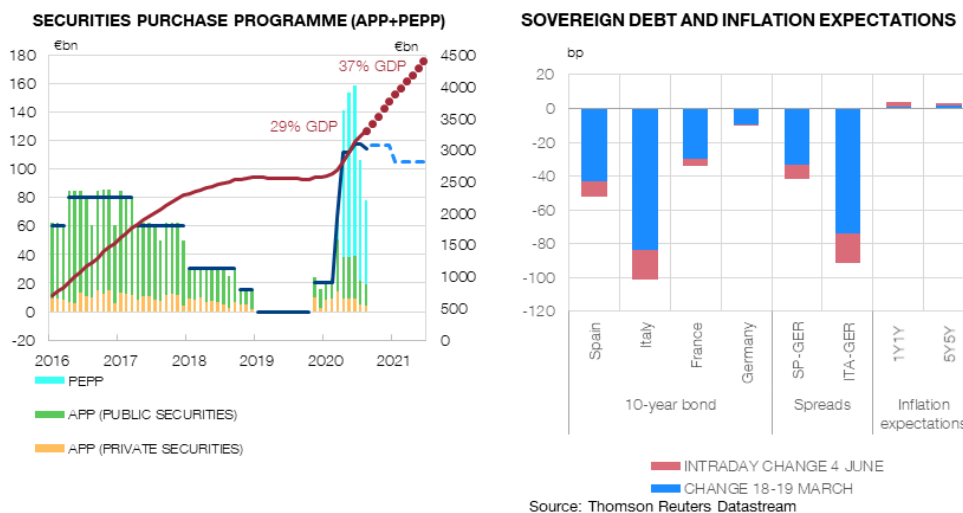 SECURITIES PURCHASE PROGRAMME (APP+PEPP)
€bn
€bn
180
160
140
120
100
80
60
40
20
0
-20
4500
4000
3500
3000
2500
2000
1500
1000
500
0
37% GDP
29% GDP
2016
2017
2018
2019
2020
2021
PEPP
APP (PUBLIC SECURITIES)
APP (PRIVATE SECURITIES)
SOVEREIGN DEBT AND INFLATION EXPECTATIONS
bp
20
0
-20
-40
-60
-80
-100
-120
Spain
Italy
France
Germany
SP-GER
ITA-GER
1Y1Y
5Y5Y
10-year bond
Spreads
Inflation
expectations
INTRADAY CHANGE 4 JUNE
CHANGE 18-19 MARCH
Source: Thomson Reuters Datastream